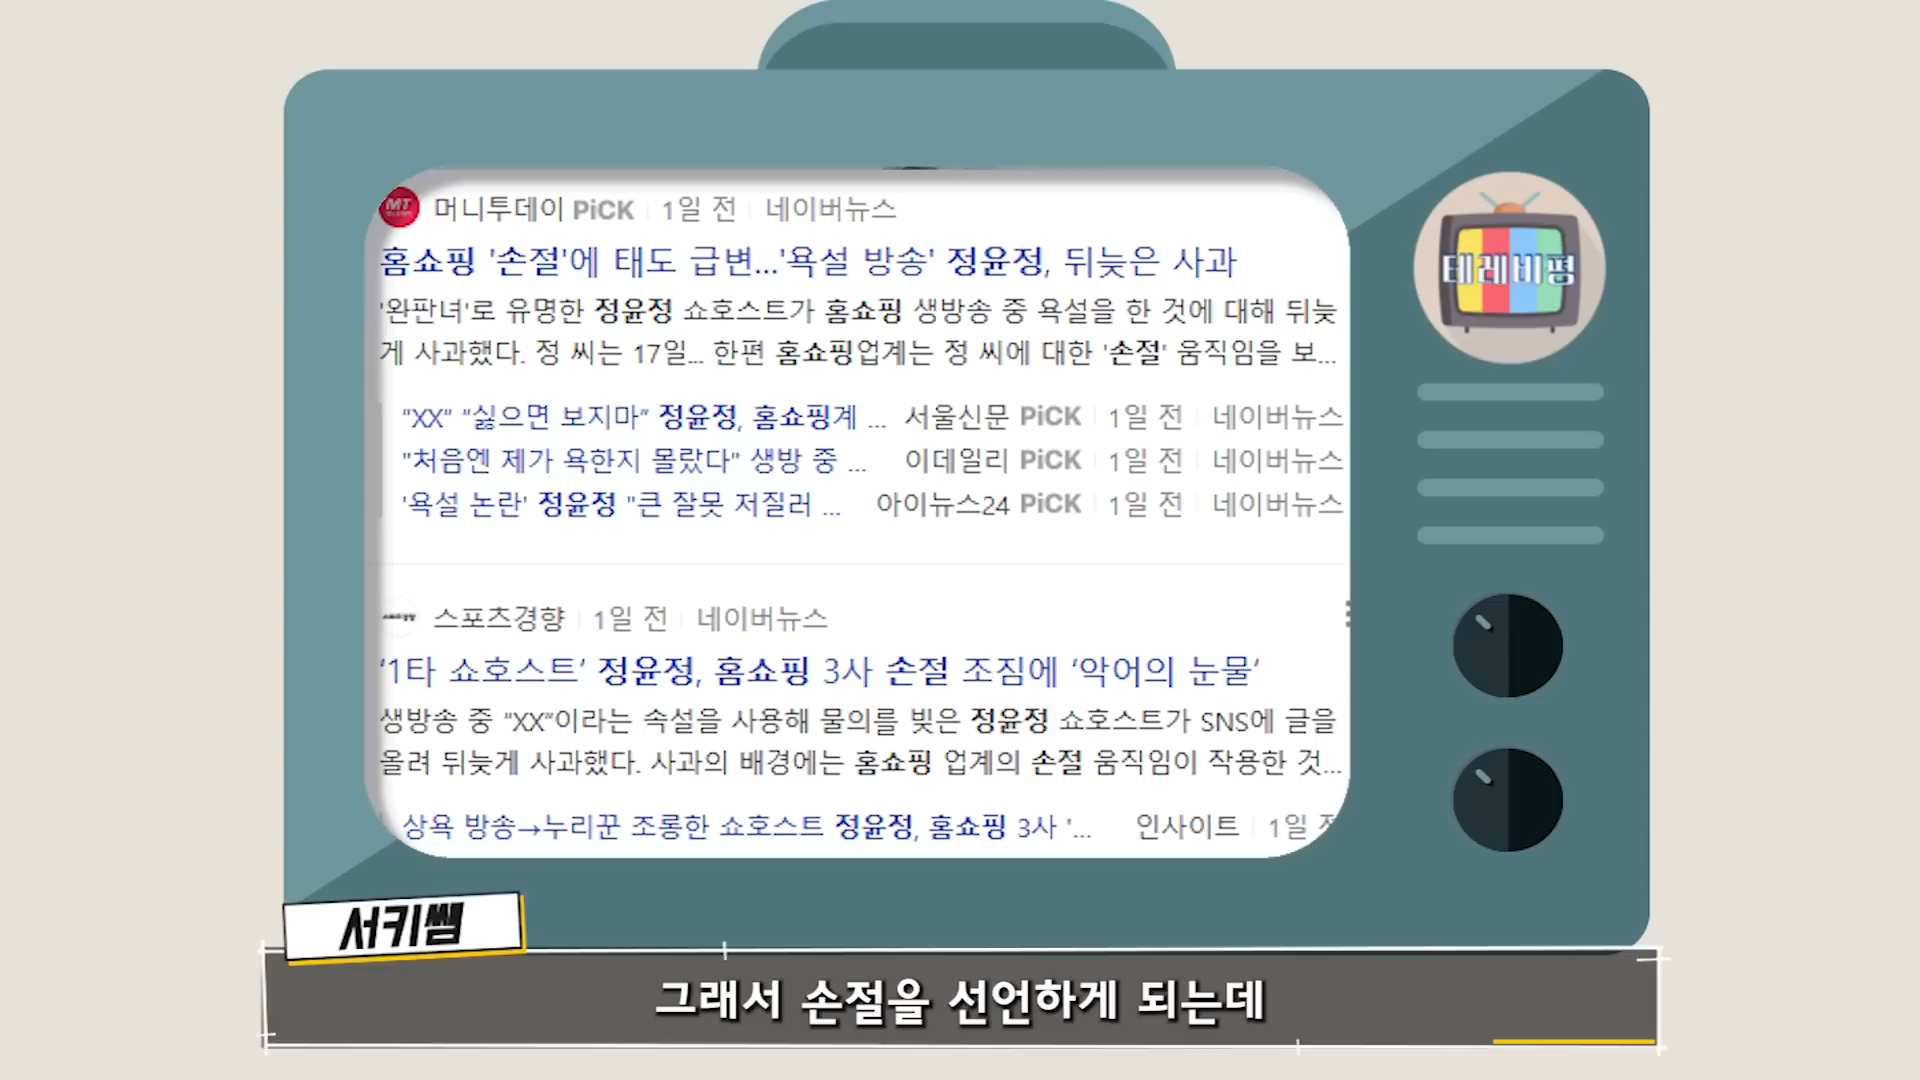 머니투데이 PiCK 1일 전 네이버뉴스
홈쇼핑 '손절'에 태도 급변...'욕설 방송' 정윤정, 뒤늦은 사과
'완판녀'로 유명한 정윤정 쇼호스트가 홈쇼핑 생방송 중 욕설을 한 것에 대해 뒤늦
게 사과했다. 정 씨는 17일... 한편 홈쇼핑업계는 정 씨에 대한 '손절' 움직임을 보...
"XX" "싫으면 보지마" 정윤정, 홈쇼핑계 ... 서울신문 PiCK 1일 전 네이버뉴스
"처음엔 제가 욕한지 몰랐다" 생방 중 ... 이데일리 PiCK 1일 전 네이버뉴스
'욕설 논란' 정윤정 "큰 잘못 저질러 ... 아이뉴스24 PiCK 1일 전 네이버뉴스
스포츠경향 1일 전 네이버뉴스
‘1타 쇼호스트’ 정윤정, 홈쇼핑 3사 손절 조짐에 ‘악어의 눈물’
생방송 중 “XX”이라는 속설을 사용해 물의를 빚은 정윤정 쇼호스트가 SNS에 글을
올려 뒤늦게 사과했다. 사과의 배경에는 홈쇼핑 업계의 손절 움직임이 작용한 것...
상욕 방송→누리꾼 조롱한 쇼호스트 정윤정, 홈쇼핑 3사 '... 인사이트 1일 전
MT
테레비평
서키쌤
그래서 손절을 선언하게 되는데